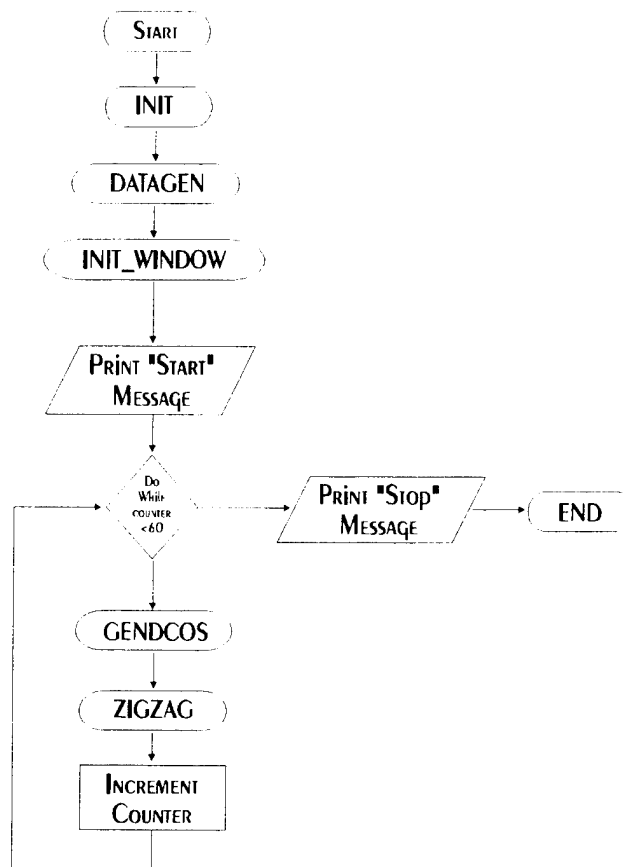 Start
INIT
DATAGEN
INIT_WINDOW
Print "Start"
Message
Do
While
counter
<60
Print "Stop"
Message
END
GENDCOS
ZIGZAG
Increment
Counter